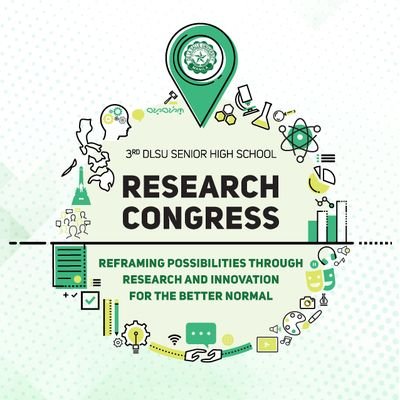 3RD DLSU SENIOR HIGH SCHOOL
RESEARCH
CONGRESS
REFRAMING POSSIBILITIES THROUGH
RESEARCH AND INNOVATION
FOR THE BETTER NORMAL